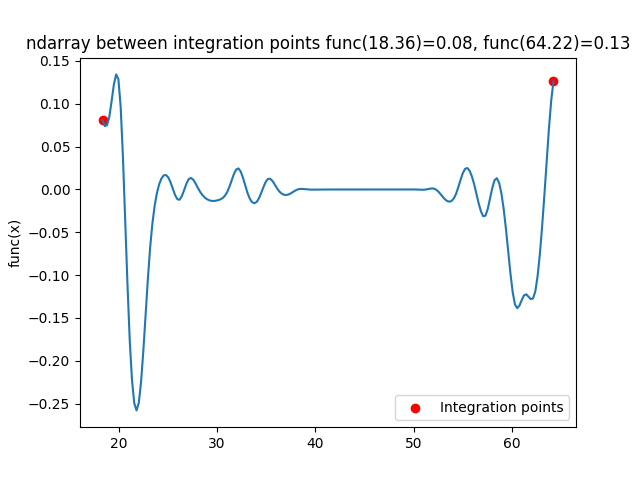 ndarray between integration points func(18.36)=0.08, func(64.22)=0.13
0.15
0.10
0.05
0.00
−0.05
−0.10
−0.15
−0.20
−0.25
func(x)
Integration points
20 30 40 50 60